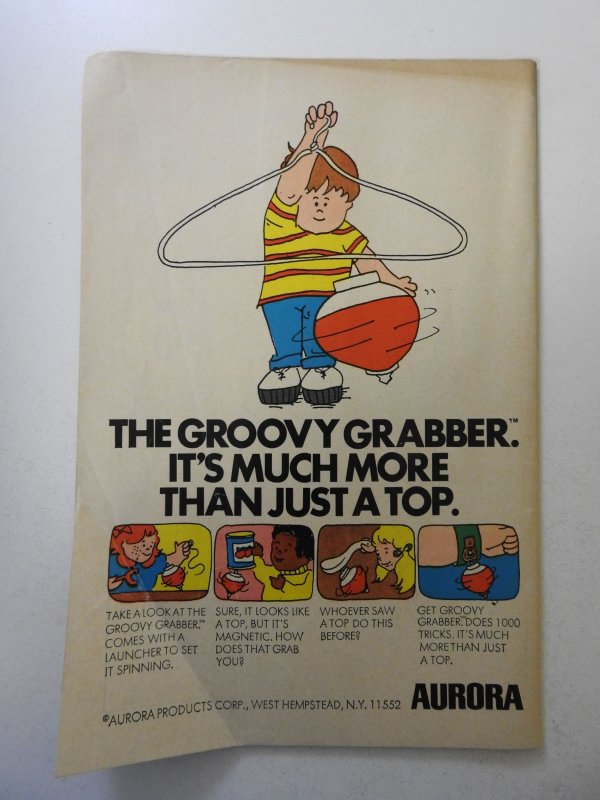 THE GROOVY GRABBER.™
IT'S MUCH MORE
THAN JUST A TOP.
TAKE A LOOK AT THE
GROOVY GRABBER.™
COMES WITH A
LAUNCHER TO SET
IT SPINNING.
SURE, IT LOOKS LIKE
A TOP, BUT IT'S
MAGNETIC. HOW
DOES THAT GRAB
YOU?
WHOEVER SAW
A TOP DO THIS
BEFORE?
GET GROOVY
GRABBER.™ DOES 1000
TRICKS. IT'S MUCH
MORE THAN JUST
A TOP.
©AURORA PRODUCTS CORP., WEST HEMPSTEAD, N.Y. 11552 AURORA